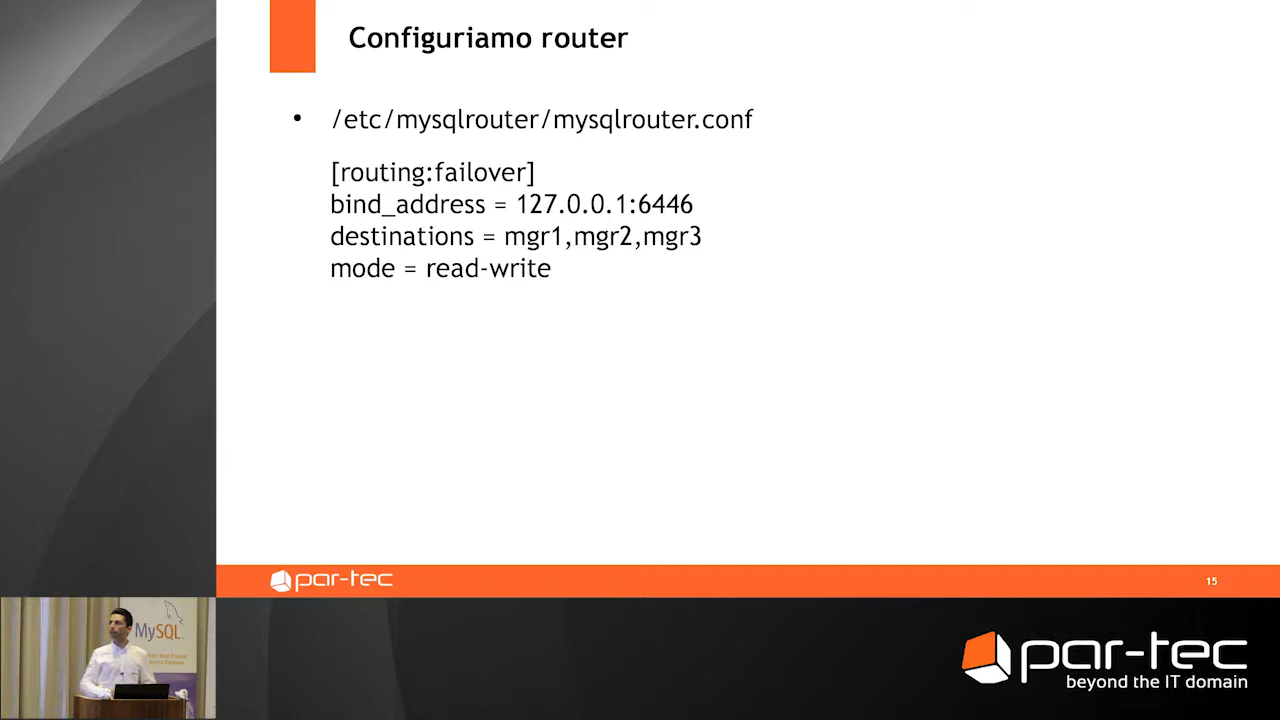 Configuriamo router
• /etc/mysqlrouter/mysqlrouter.conf
[routing:failover]
bind_address = 127.0.0.1:6446
destinations = mgr1,mgr2,mgr3
mode = read-write
par-tec
15
MySQL
par-tec
beyond the IT domain